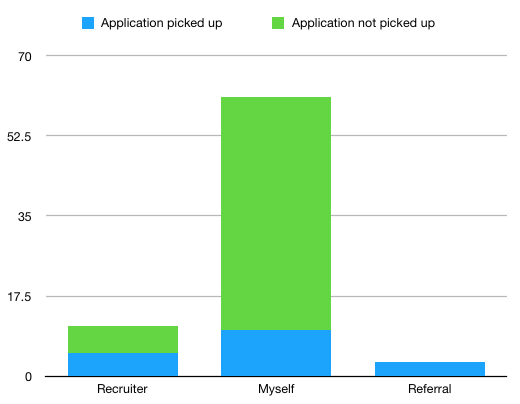 Application picked up Application not picked up
70
52.5
35
17.5
0
Recruiter Myself Referral